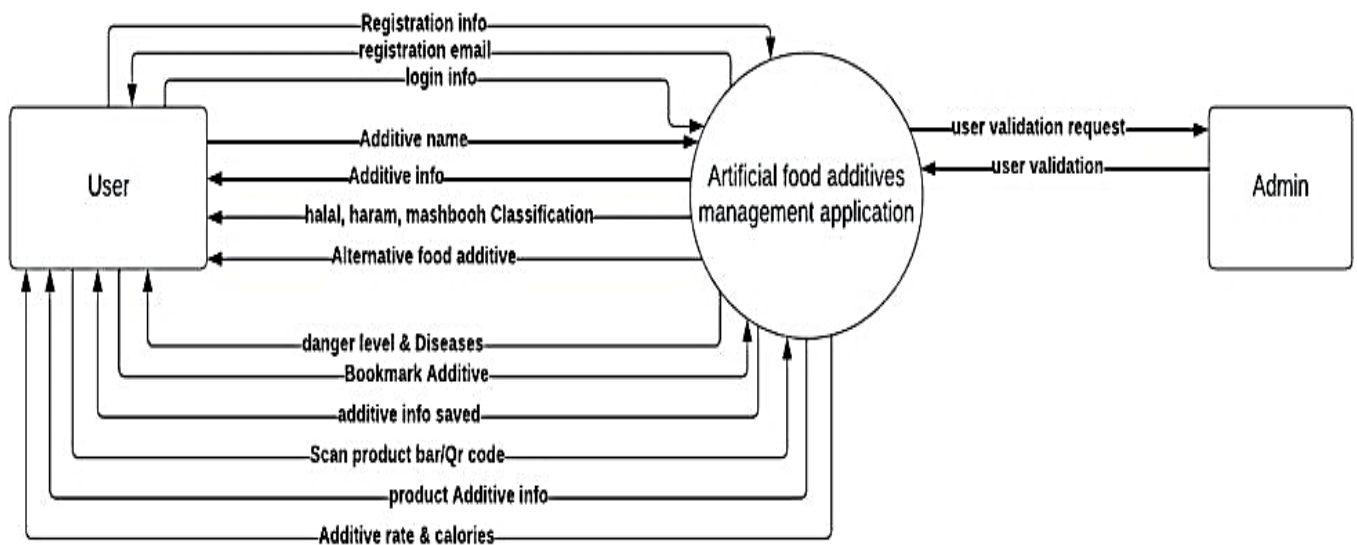 Registration info
registration email
login info
Additive name
Additive info
halal, haram, mashbooh Classification
Alternative food additive
User
Artificial food additives
management application
user validation request
user validation
Admin
danger level & Diseases
Bookmark Additive
additive info saved
Scan product bar/Qr code
product Additive info
Additive rate & calories